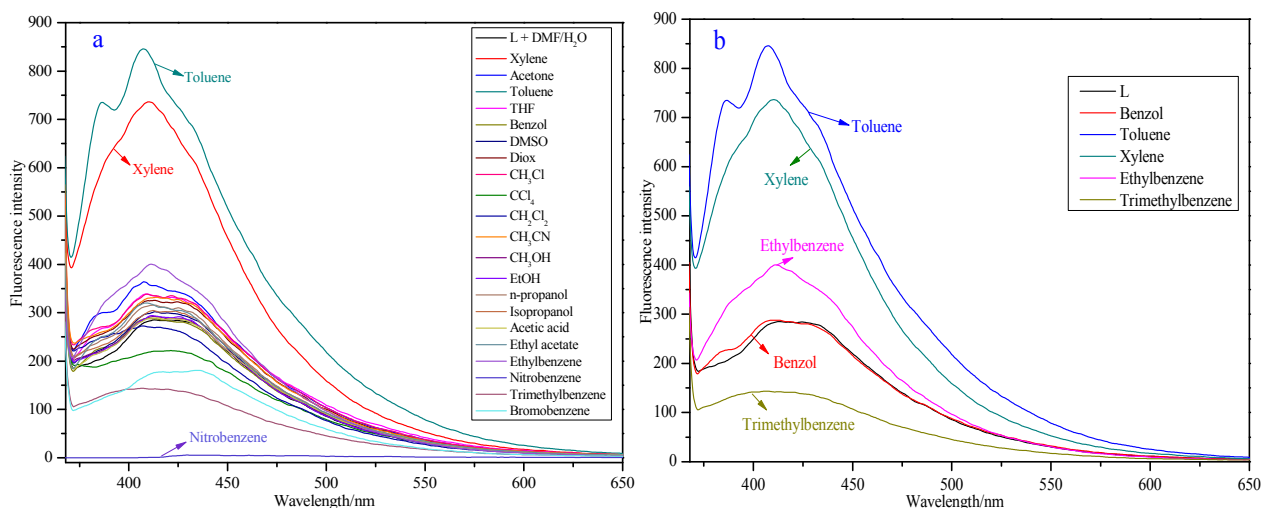 a
Fluorescence intensity
900
800
700
600
500
400
300
200
100
0
400
450
500
550
600
650
Wavelength/nm
Toluene
Xylene
Nitrobenzene
L + DMF/H₂O
Xylene
Acetone
Toluene
THF
Benzol
DMSO
Diox
CH₃Cl
CCl₄
CH₂Cl₂
CH₃CN
CH₃OH
EtOH
n-propanol
Isopropanol
Acetic acid
Ethyl acetate
Ethylbenzene
Nitrobenzene
Trimethylbenzene
Bromobenzene
b
Fluorescence intensity
900
800
700
600
500
400
300
200
100
0
400
450
500
550
600
650
Wavelength/nm
Toluene
Xylene
Ethylbenzene
Benzol
Trimethylbenzene
L
Benzol
Toluene
Xylene
Ethylbenzene
Trimethylbenzene